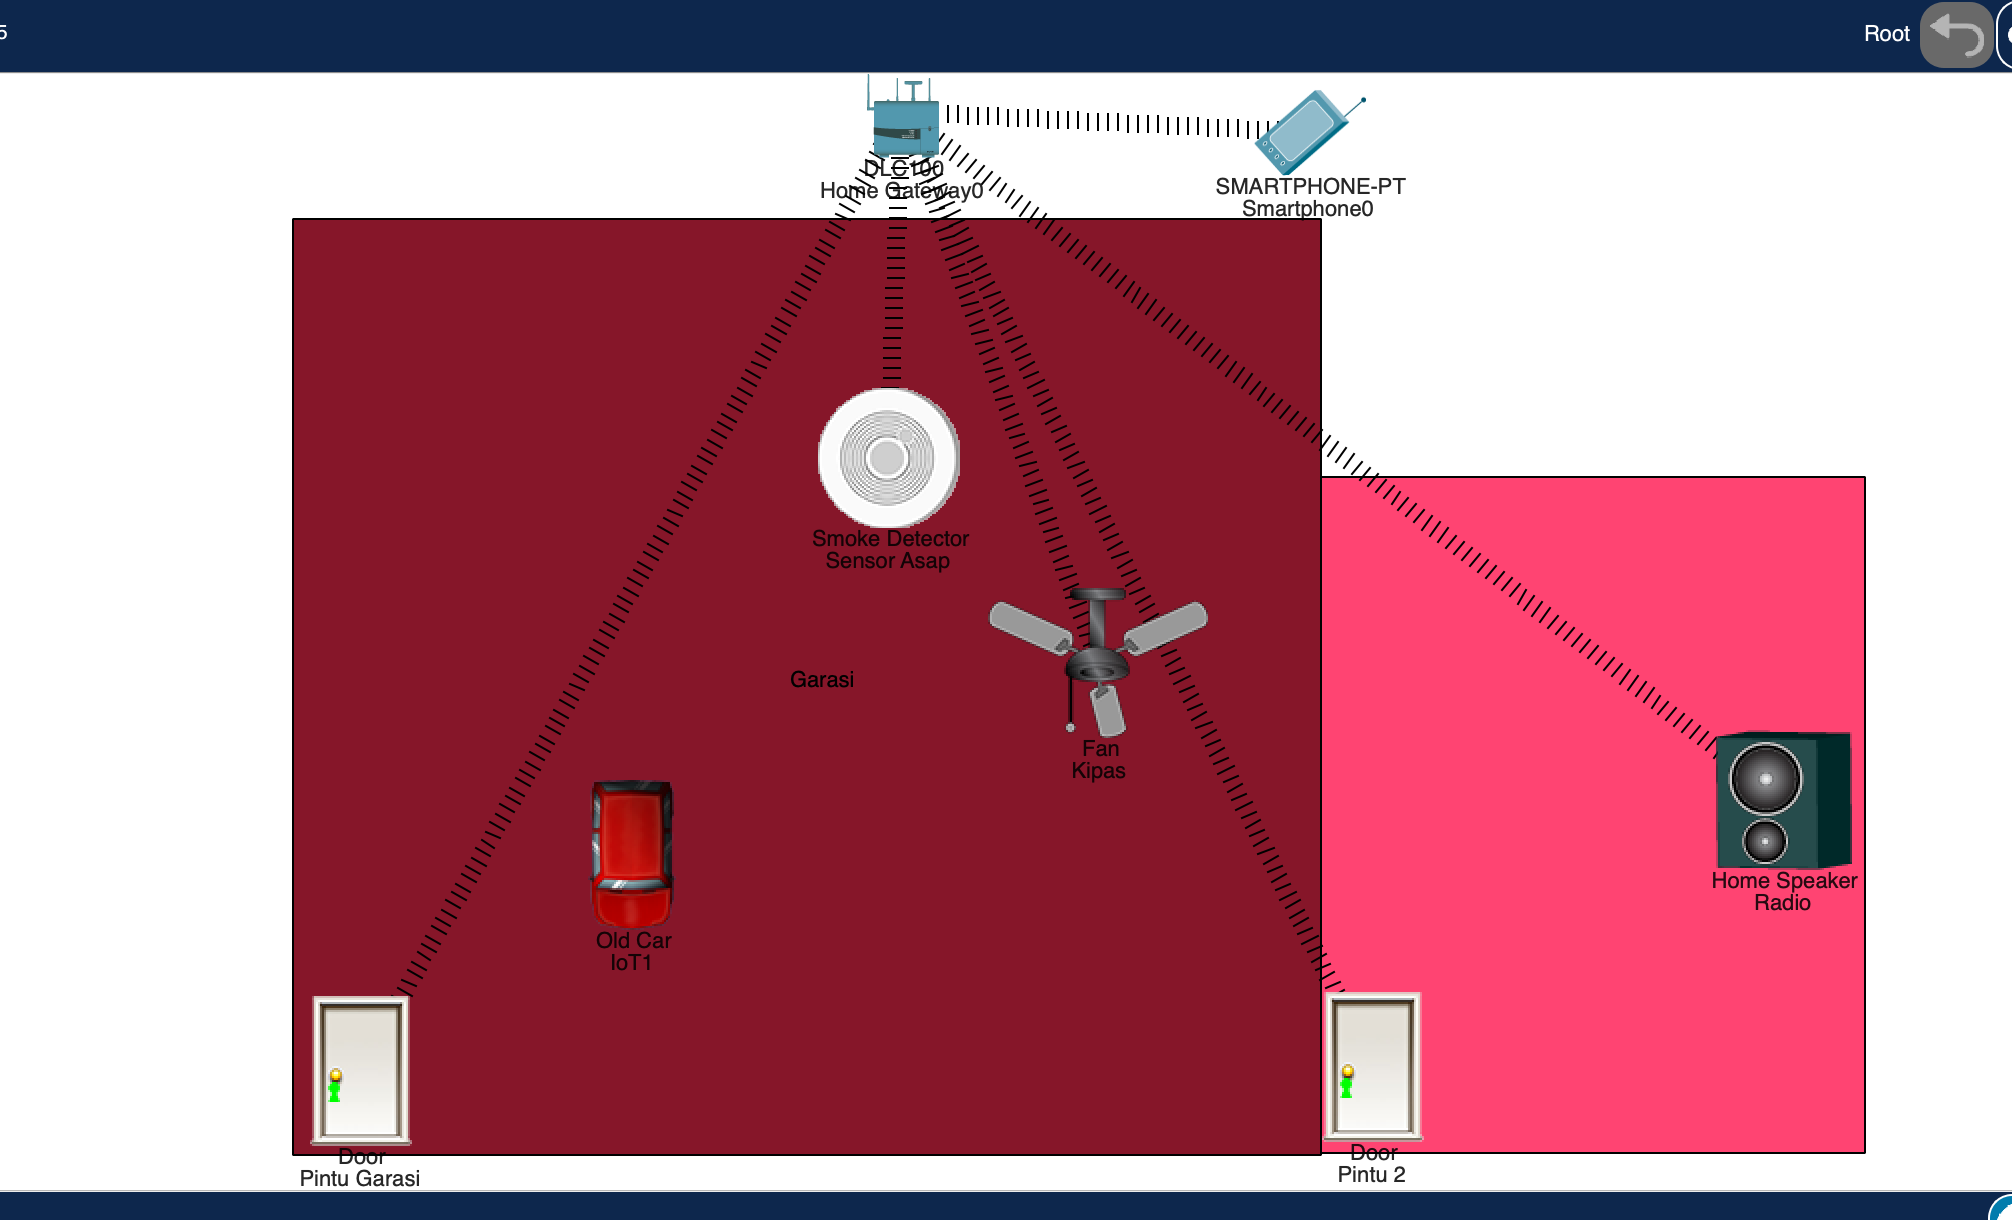 5
Root
DLC100
Home Gateway0
SMARTPHONE-PT
Smartphone0
Smoke Detector
Sensor Asap
Garasi
Fan
Kipas
Home Speaker
Radio
Old Car
IoT1
Door
Pintu Garasi
Door
Pintu 2